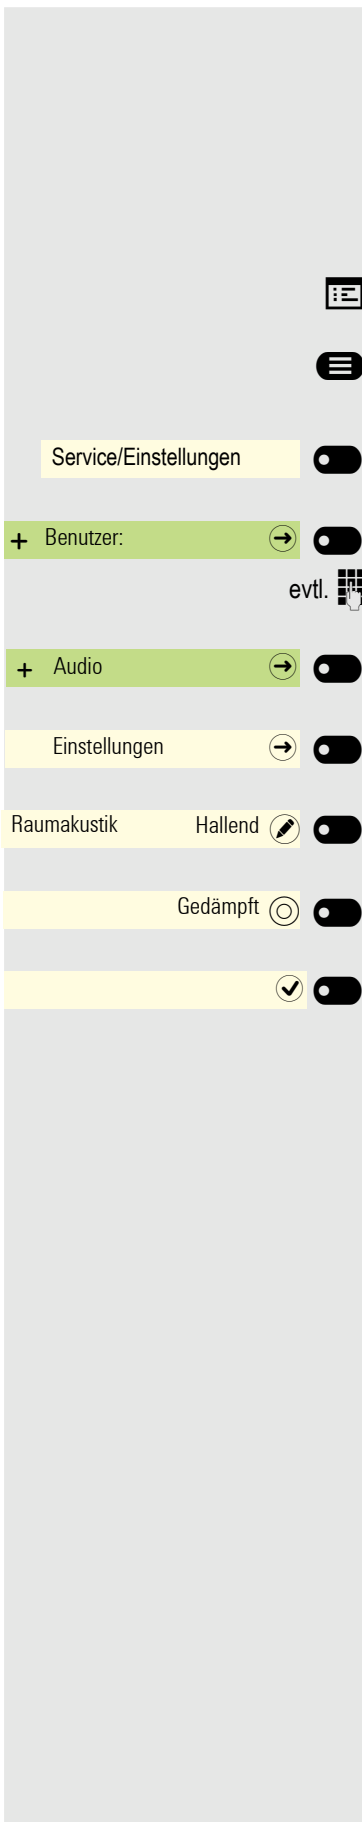 Service/Einstellungen
+ Benutzer:
evtl.
+ Audio
Einstellungen
Raumakustik Hallend
Gedämpft